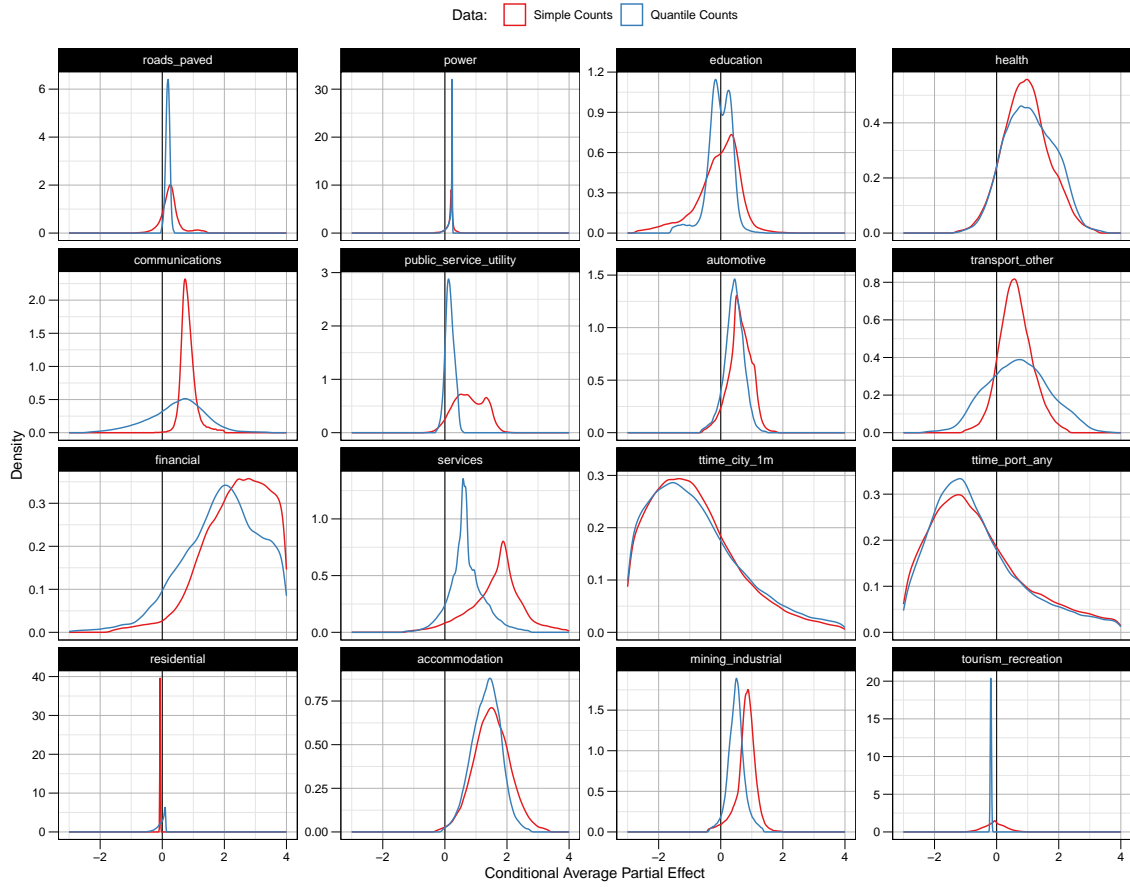 Data: Simple Counts Quantile Counts
roads_paved power education health
6 4 2 0
30 20 10 0
1.2 0.9 0.6 0.3 0.0
0.4 0.2 0.0
communications public_service_utility automotive transport_other
2.0 1.5 1.0 0.5 0.0
3 2 1 0
1.5 1.0 0.5 0.0
0.8 0.6 0.4 0.2 0.0
Density
financial services ttime_city_1m ttime_port_any
0.3 0.2 0.1 0.0
1.0 0.5 0.0
0.3 0.2 0.1 0.0
0.3 0.2 0.1 0.0
residential accommodation mining_industrial tourism_recreation
40 30 20 10 0
0.75 0.50 0.25 0.00
1.5 1.0 0.5 0.0
20 15 10 5 0
−2 0 2 4 −2 0 2 4 −2 0 2 4 −2 0 2 4
Conditional Average Partial Effect